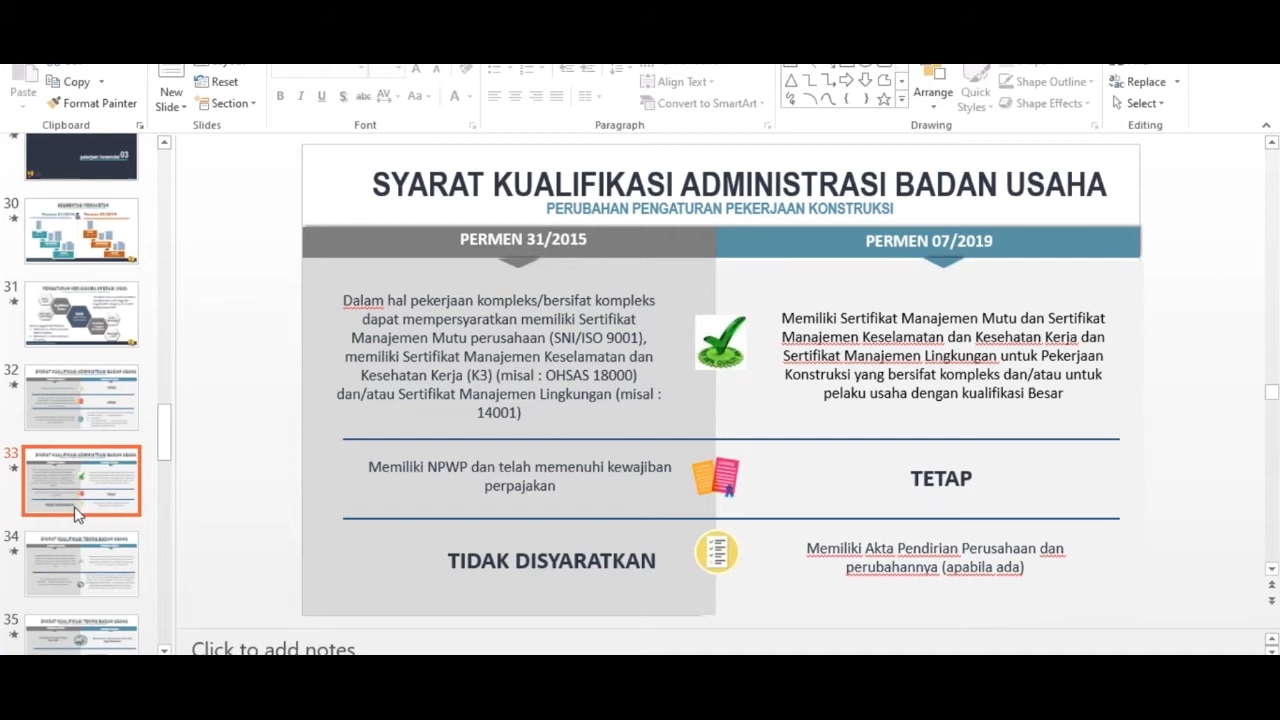 Copy
Paste
Format Painter
Clipboard
New
Slide
Reset
Section
Slides
B I U S abc AV Aa A
Font
Align Text
Convert to SmartArt
Paragraph
Arrange
Quick
Styles
Shape Outline
Shape Effects
Drawing
Replace
Select
Editing
03
30
31
32
33
34
35
SYARAT KUALIFIKASI ADMINISTRASI BADAN USAHA
PERUBAHAN PENGATURAN PEKERJAAN KONSTRUKSI
PERMEN 31/2015
PERMEN 07/2019
Dalam hal pekerjaan kompleks/bersifat kompleks
dapat mempersyaratkan memiliki Sertifikat
Manajemen Mutu perusahaan (SNI/ISO 9001),
memiliki Sertifikat Manajemen Keselamatan dan
Kesehatan Kerja (K3) (misal : OHSAS 18000)
dan/atau Sertifikat Manajemen Lingkungan (misal :
14001)
Memiliki Sertifikat Manajemen Mutu dan Sertifikat
Manajemen Keselamatan dan Kesehatan Kerja dan
Sertifikat Manajemen Lingkungan untuk Pekerjaan
Konstruksi yang bersifat kompleks dan/atau untuk
pelaku usaha dengan kualifikasi Besar
Memiliki NPWP dan telah memenuhi kewajiban
perpajakan
TETAP
TIDAK DISYARATKAN
Memiliki Akta Pendirian Perusahaan dan
perubahannya (apabila ada)
Click to add notes